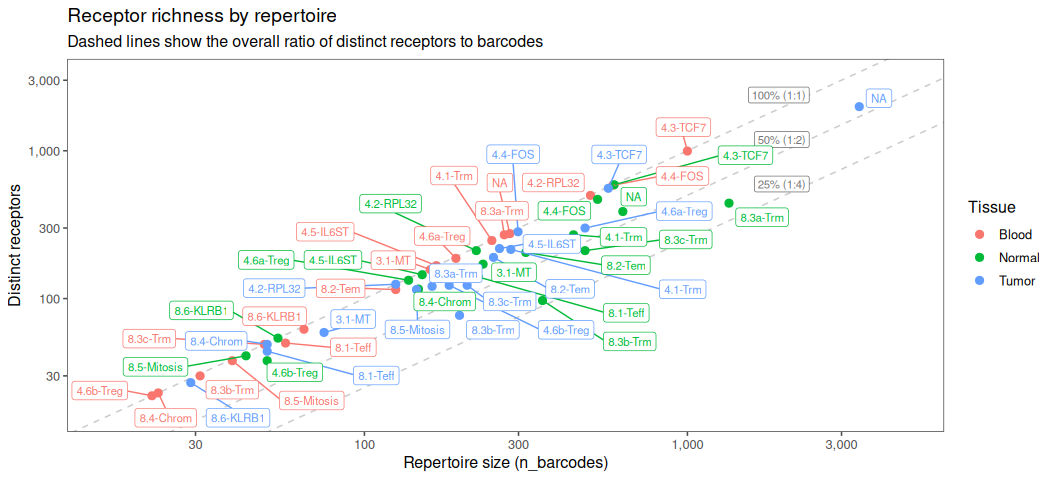 Receptor richness by repertoire
Dashed lines show the overall ratio of distinct receptors to barcodes
3,000
1,000
300
100
30
Distinct receptors
100% (1:1)
NA
4.3-TCF7
50% (1:2)
4.4-FOS
4.3-TCF7
4.3-TCF7
4.1-Trm
NA
4.2-RPL32
4.4-FOS
25% (1:4)
4.2-RPL32
8.3a-Trm
4.4-FOS
NA
4.6a-Treg
8.3a-Trm
4.5-IL6ST
4.6a-Treg
4.5-IL6ST
4.1-Trm
8.3c-Trm
4.6a-Treg
4.5-IL6ST
3.1-MT
8.3a-Trm
3.1-MT
8.2-Tem
4.2-RPL32
8.2-Tem
8.2-Tem
4.1-Trm
8.4-Chrom
8.3c-Trm
8.6-KLRB1
8.6-KLRB1
3.1-MT
8.5-Mitosis
8.3b-Trm
4.6b-Treg
8.1-Teff
8.3c-Trm
8.4-Chrom
8.1-Teff
8.3b-Trm
8.5-Mitosis
4.6b-Treg
8.1-Teff
4.6b-Treg
8.3b-Trm
8.5-Mitosis
8.4-Chrom
8.6-KLRB1
30
100
300
1,000
3,000
Repertoire size (n_barcodes)
Tissue
Blood
Normal
Tumor